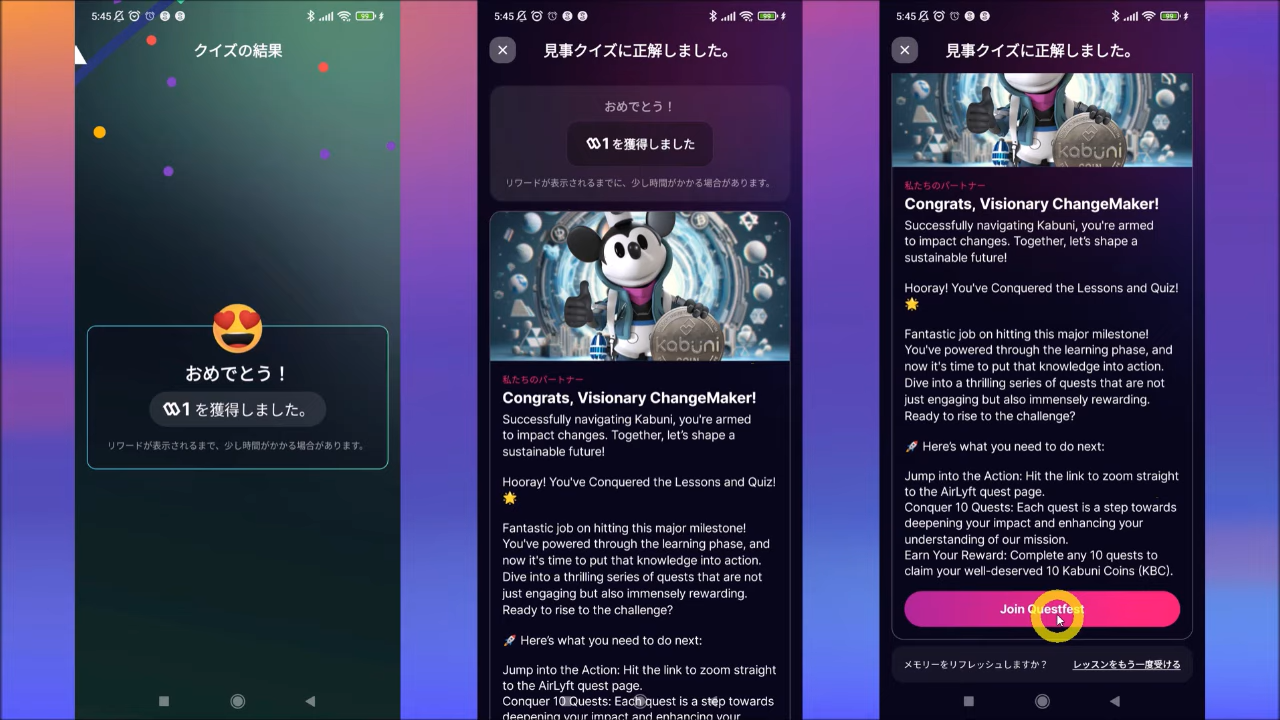 5:45
99
クイズの結果
おめでとう！
1 を獲得しました。
リワードが表示されるまで、少し時間がかかる場合があります。
5:45
99
見事クイズに正解しました。
おめでとう！
1 を獲得しました
リワードが表示されるまでに、少し時間がかかる場合があります。
kabuni
COIN
私たちのパートナー
Congrats, Visionary ChangeMaker!
Successfully navigating Kabuni, you're armed
to impact changes. Together, let's shape a
sustainable future!
Hooray! You've Conquered the Lessons and Quiz!
🌟
Fantastic job on hitting this major milestone!
You've powered through the learning phase, and
now it's time to put that knowledge into action.
Dive into a thrilling series of quests that are not
just engaging but also immensely rewarding.
Ready to rise to the challenge?
🚀 Here's what you need to do next:
Jump into the Action: Hit the link to zoom straight
to the AirLyft quest page.
Conquer 10 Quests: Each quest is a step towards
deepening your impact and enhancing your
5:45
99
見事クイズに正解しました。
kabuni
COIN
私たちのパートナー
Congrats, Visionary ChangeMaker!
Successfully navigating Kabuni, you're armed
to impact changes. Together, let's shape a
sustainable future!
Hooray! You've Conquered the Lessons and Quiz!
🌟
Fantastic job on hitting this major milestone!
You've powered through the learning phase, and
now it's time to put that knowledge into action.
Dive into a thrilling series of quests that are not
just engaging but also immensely rewarding.
Ready to rise to the challenge?
🚀 Here's what you need to do next:
Jump into the Action: Hit the link to zoom straight
to the AirLyft quest page.
Conquer 10 Quests: Each quest is a step towards
deepening your impact and enhancing your
understanding of our mission.
Earn Your Reward: Complete any 10 quests to
claim your well-deserved 10 Kabuni Coins (KBC).
Join Questfest
メモリーをリフレッシュしますか？ レッスンをもう一度受ける